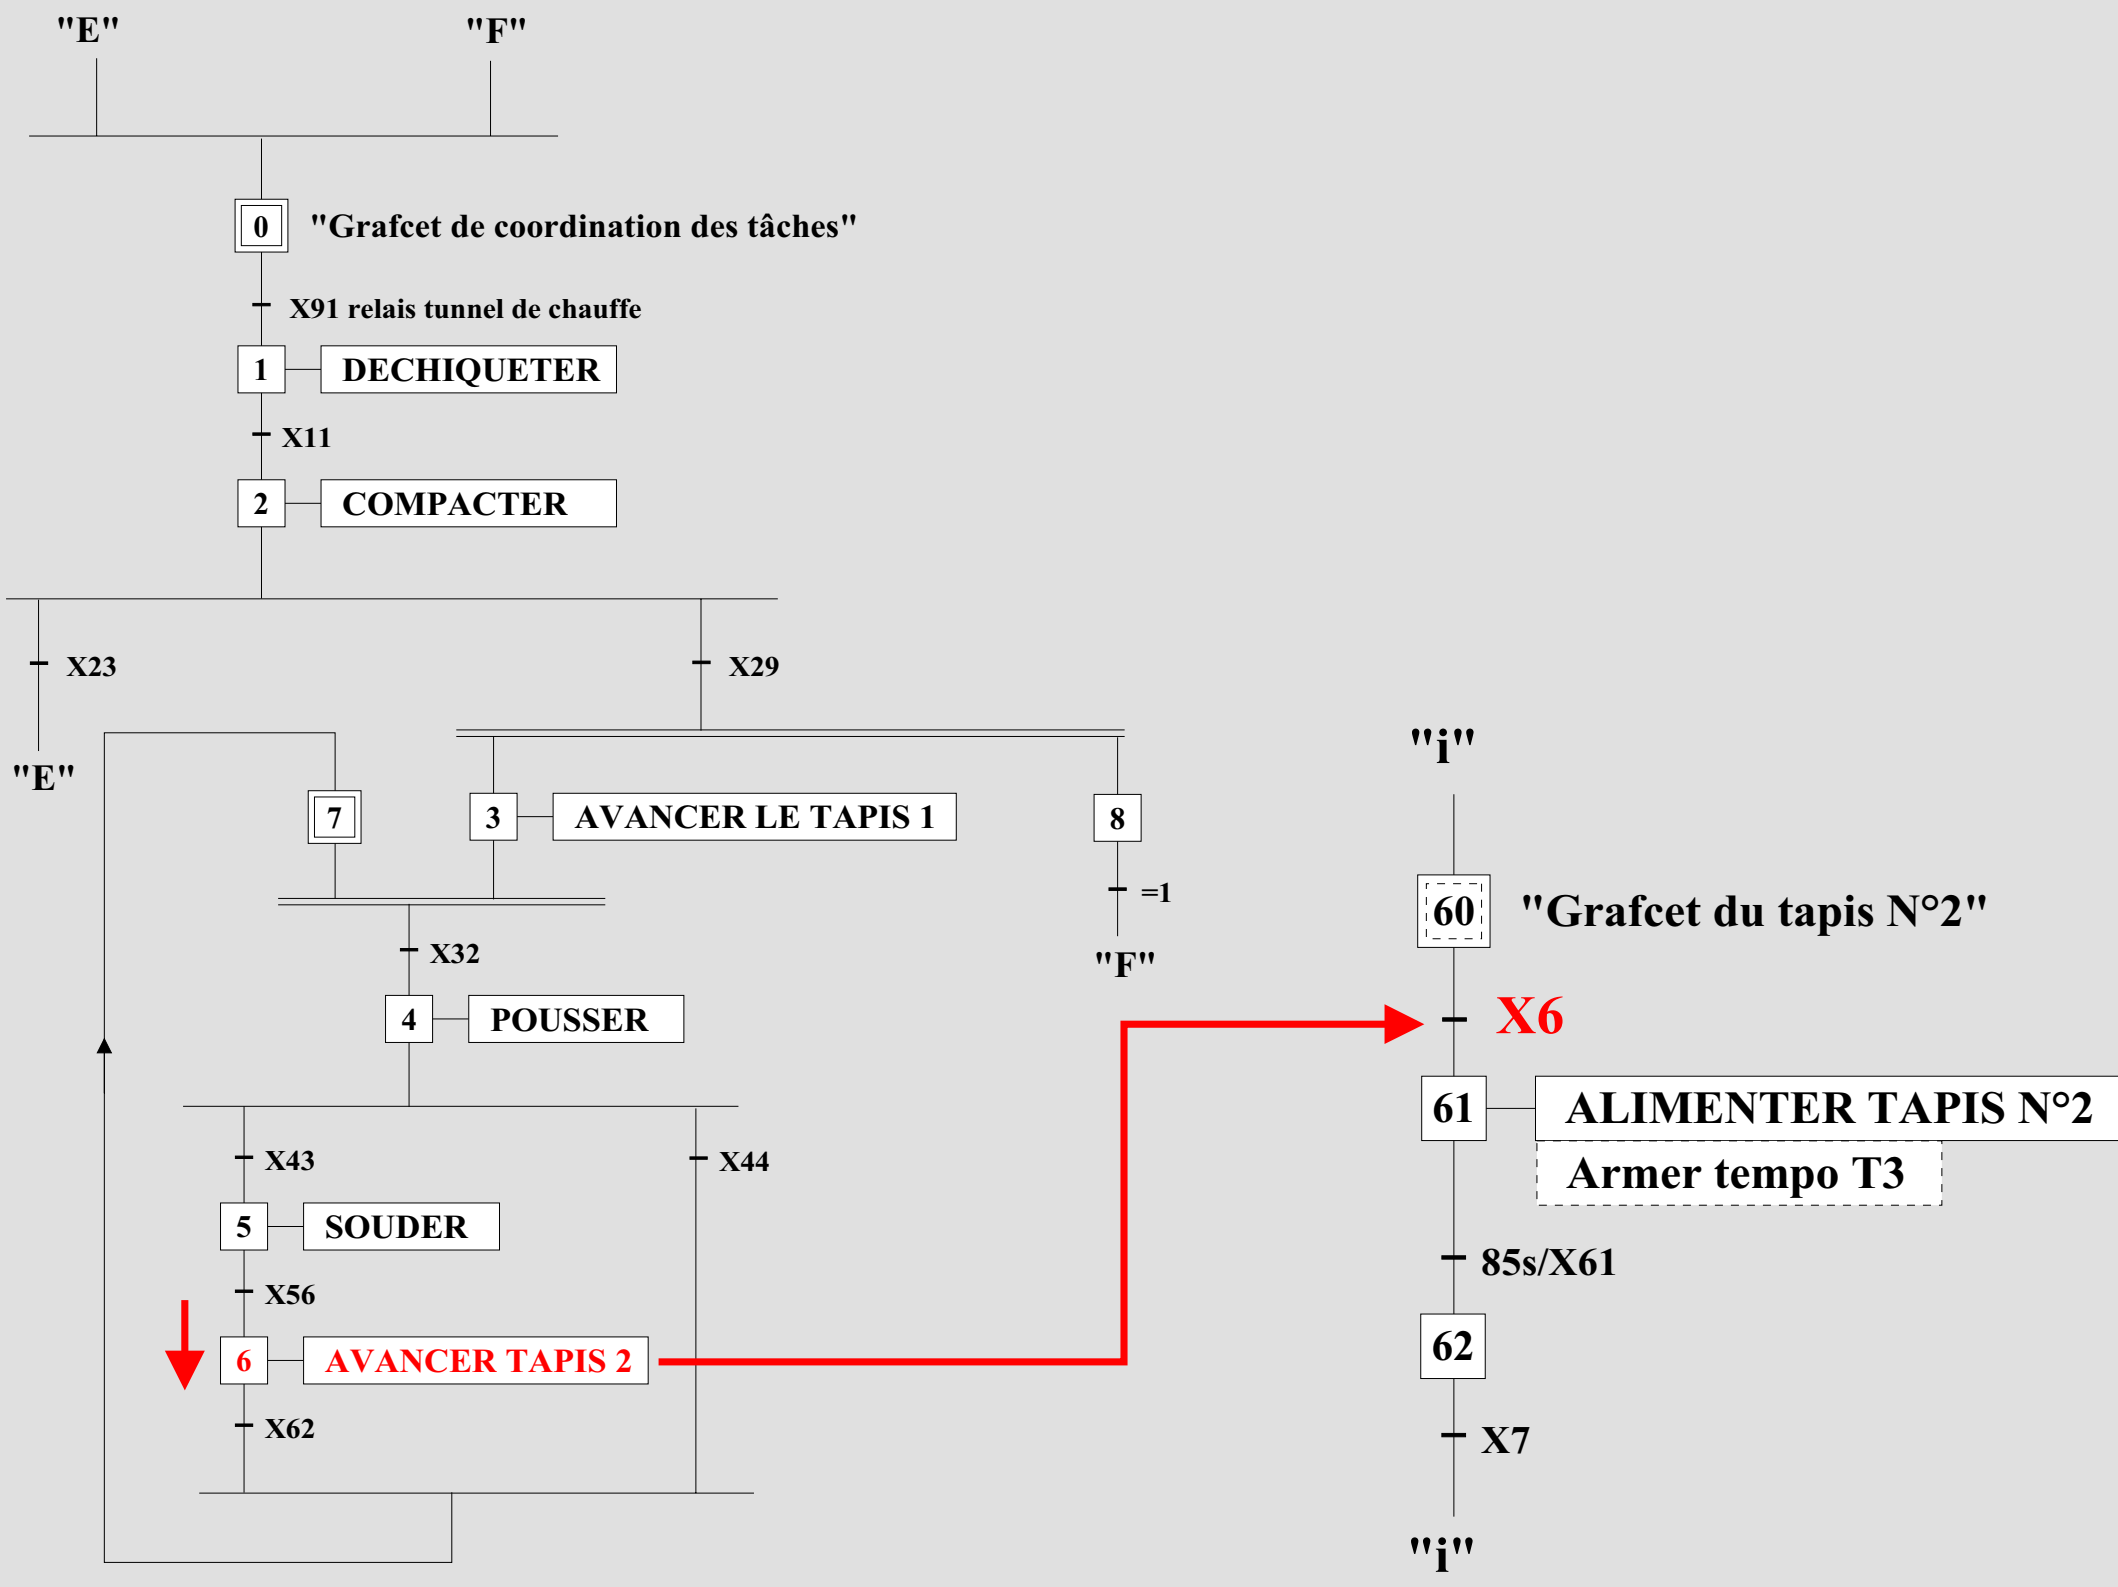 "E"
"F"
0
"Grafcet de coordination des tâches"
X91 relais tunnel de chauffe
1
DECHIQUETER
X11
2
COMPACTER
X23
X29
"E"
7
3
AVANCER LE TAPIS 1
8
=1
"F"
X32
4
POUSSER
X43
X44
5
SOUDER
X56
6
AVANCER TAPIS 2
X62
"i"
60
"Grafcet du tapis N°2"
X6
61
ALIMENTER TAPIS N°2
Armer tempo T3
85s/X61
62
X7
"i"